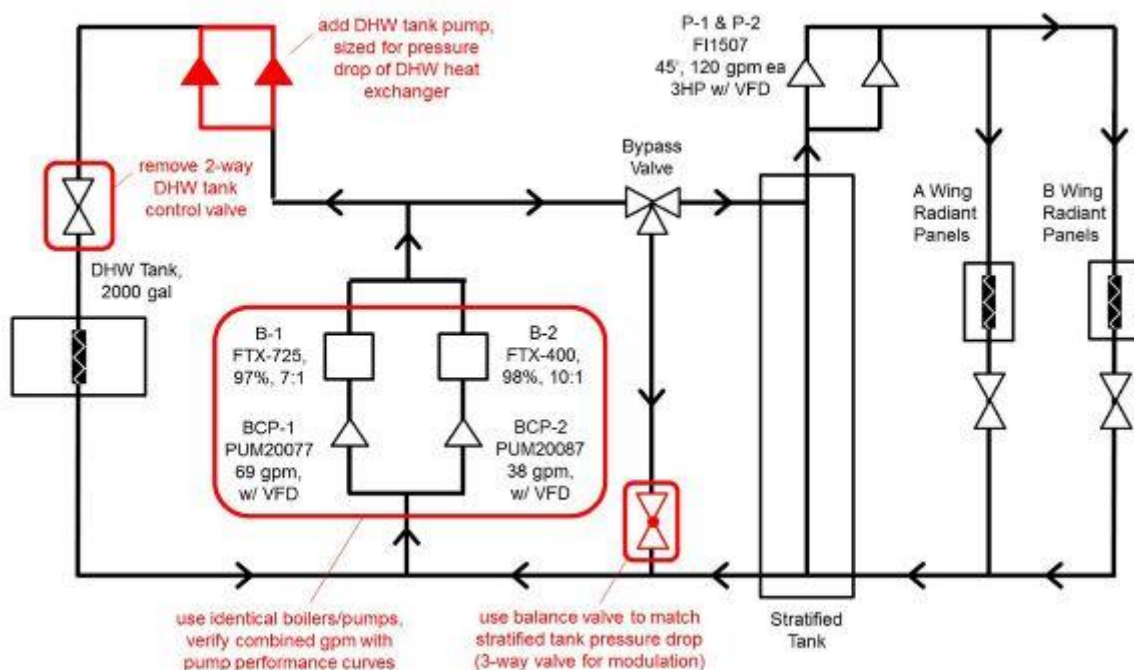 add DHW tank pump,
sized for pressure
drop of DHW heat
exchanger
P-1 & P-2
FI1507
45', 120 gpm ea
3HP w/ VFD
remove 2-way
DHW tank
control valve
Bypass
Valve
A Wing
Radiant
Panels
B Wing
Radiant
Panels
DHW Tank,
2000 gal
B-1
FTX-725,
97%, 7:1
B-2
FTX-400,
98%, 10:1
BCP-1
PUM20077
69 gpm,
w/ VFD
BCP-2
PUM20087
38 gpm,
w/ VFD
use identical boilers/pumps,
verify combined gpm with
pump performance curves
use balance valve to match
stratified tank pressure drop
(3-way valve for modulation)
Stratified
Tank